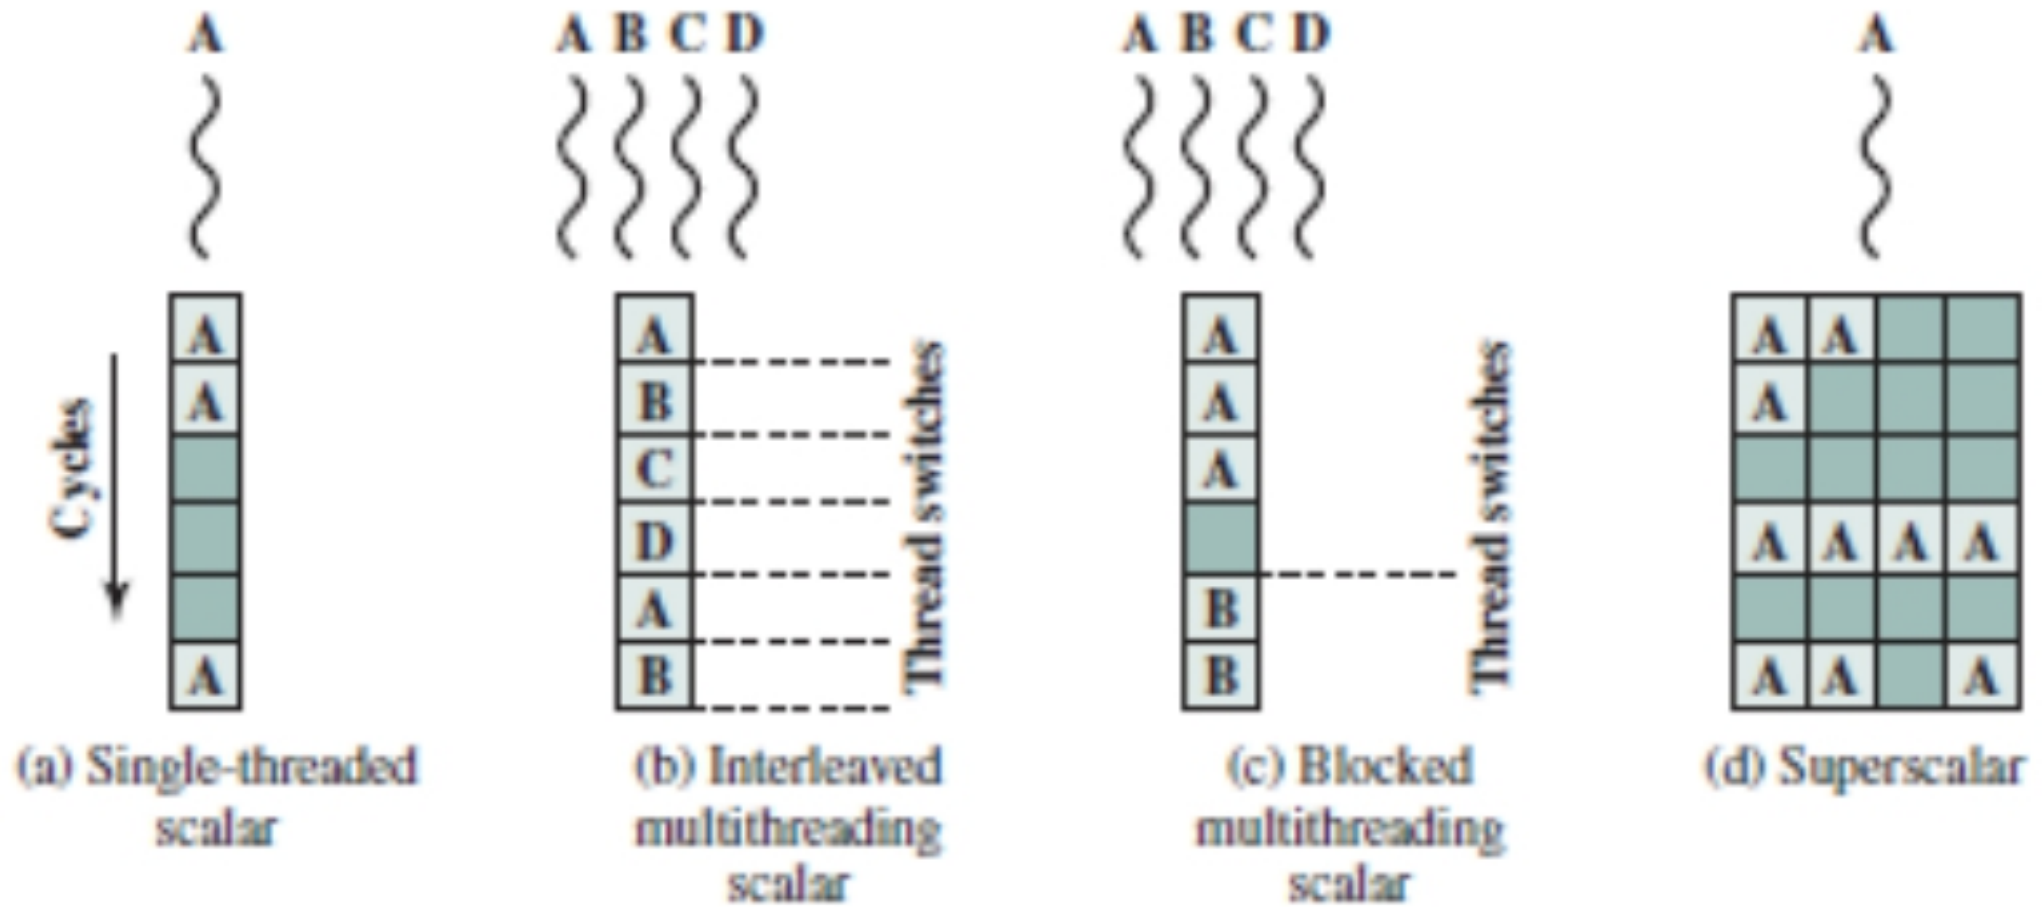 A
A B C D
A B C D
A
Cycles
A
A
A
A
B
C
D
A
B
Thread switches
A
A
A
B
B
Thread switches
A A
A
A A A A
A A A
(a) Single-threaded
scalar
(b) Interleaved
multithreading
scalar
(c) Blocked
multithreading
scalar
(d) Superscalar